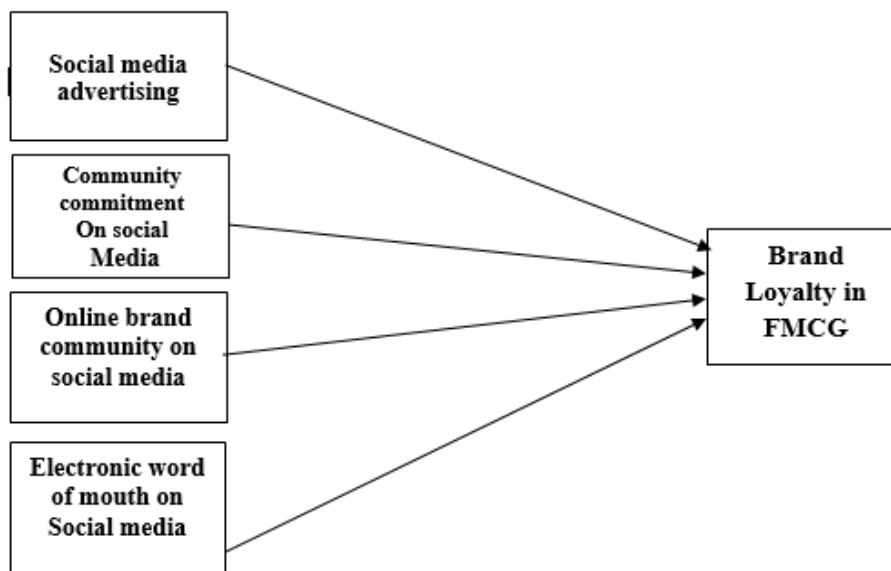 Social media
advertising
Community
commitment
On social
Media
Online brand
community on
social media
Electronic word
of mouth on
Social media
Brand
Loyalty in
FMCG